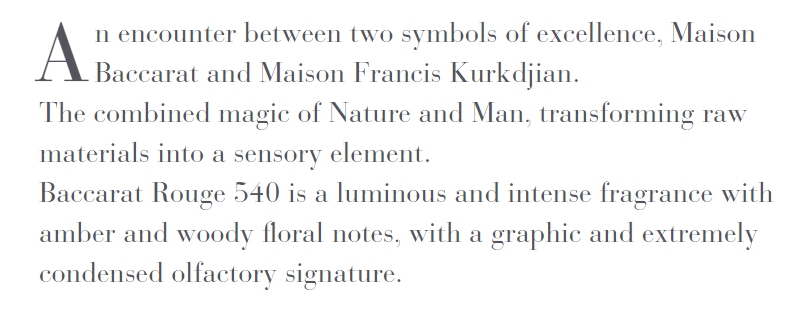 An encounter between two symbols of excellence, Maison
Baccarat and Maison Francis Kurkdjian.
The combined magic of Nature and Man, transforming raw
materials into a sensory element.
Baccarat Rouge 540 is a luminous and intense fragrance with
amber and woody floral notes, with a graphic and extremely
condensed olfactory signature.